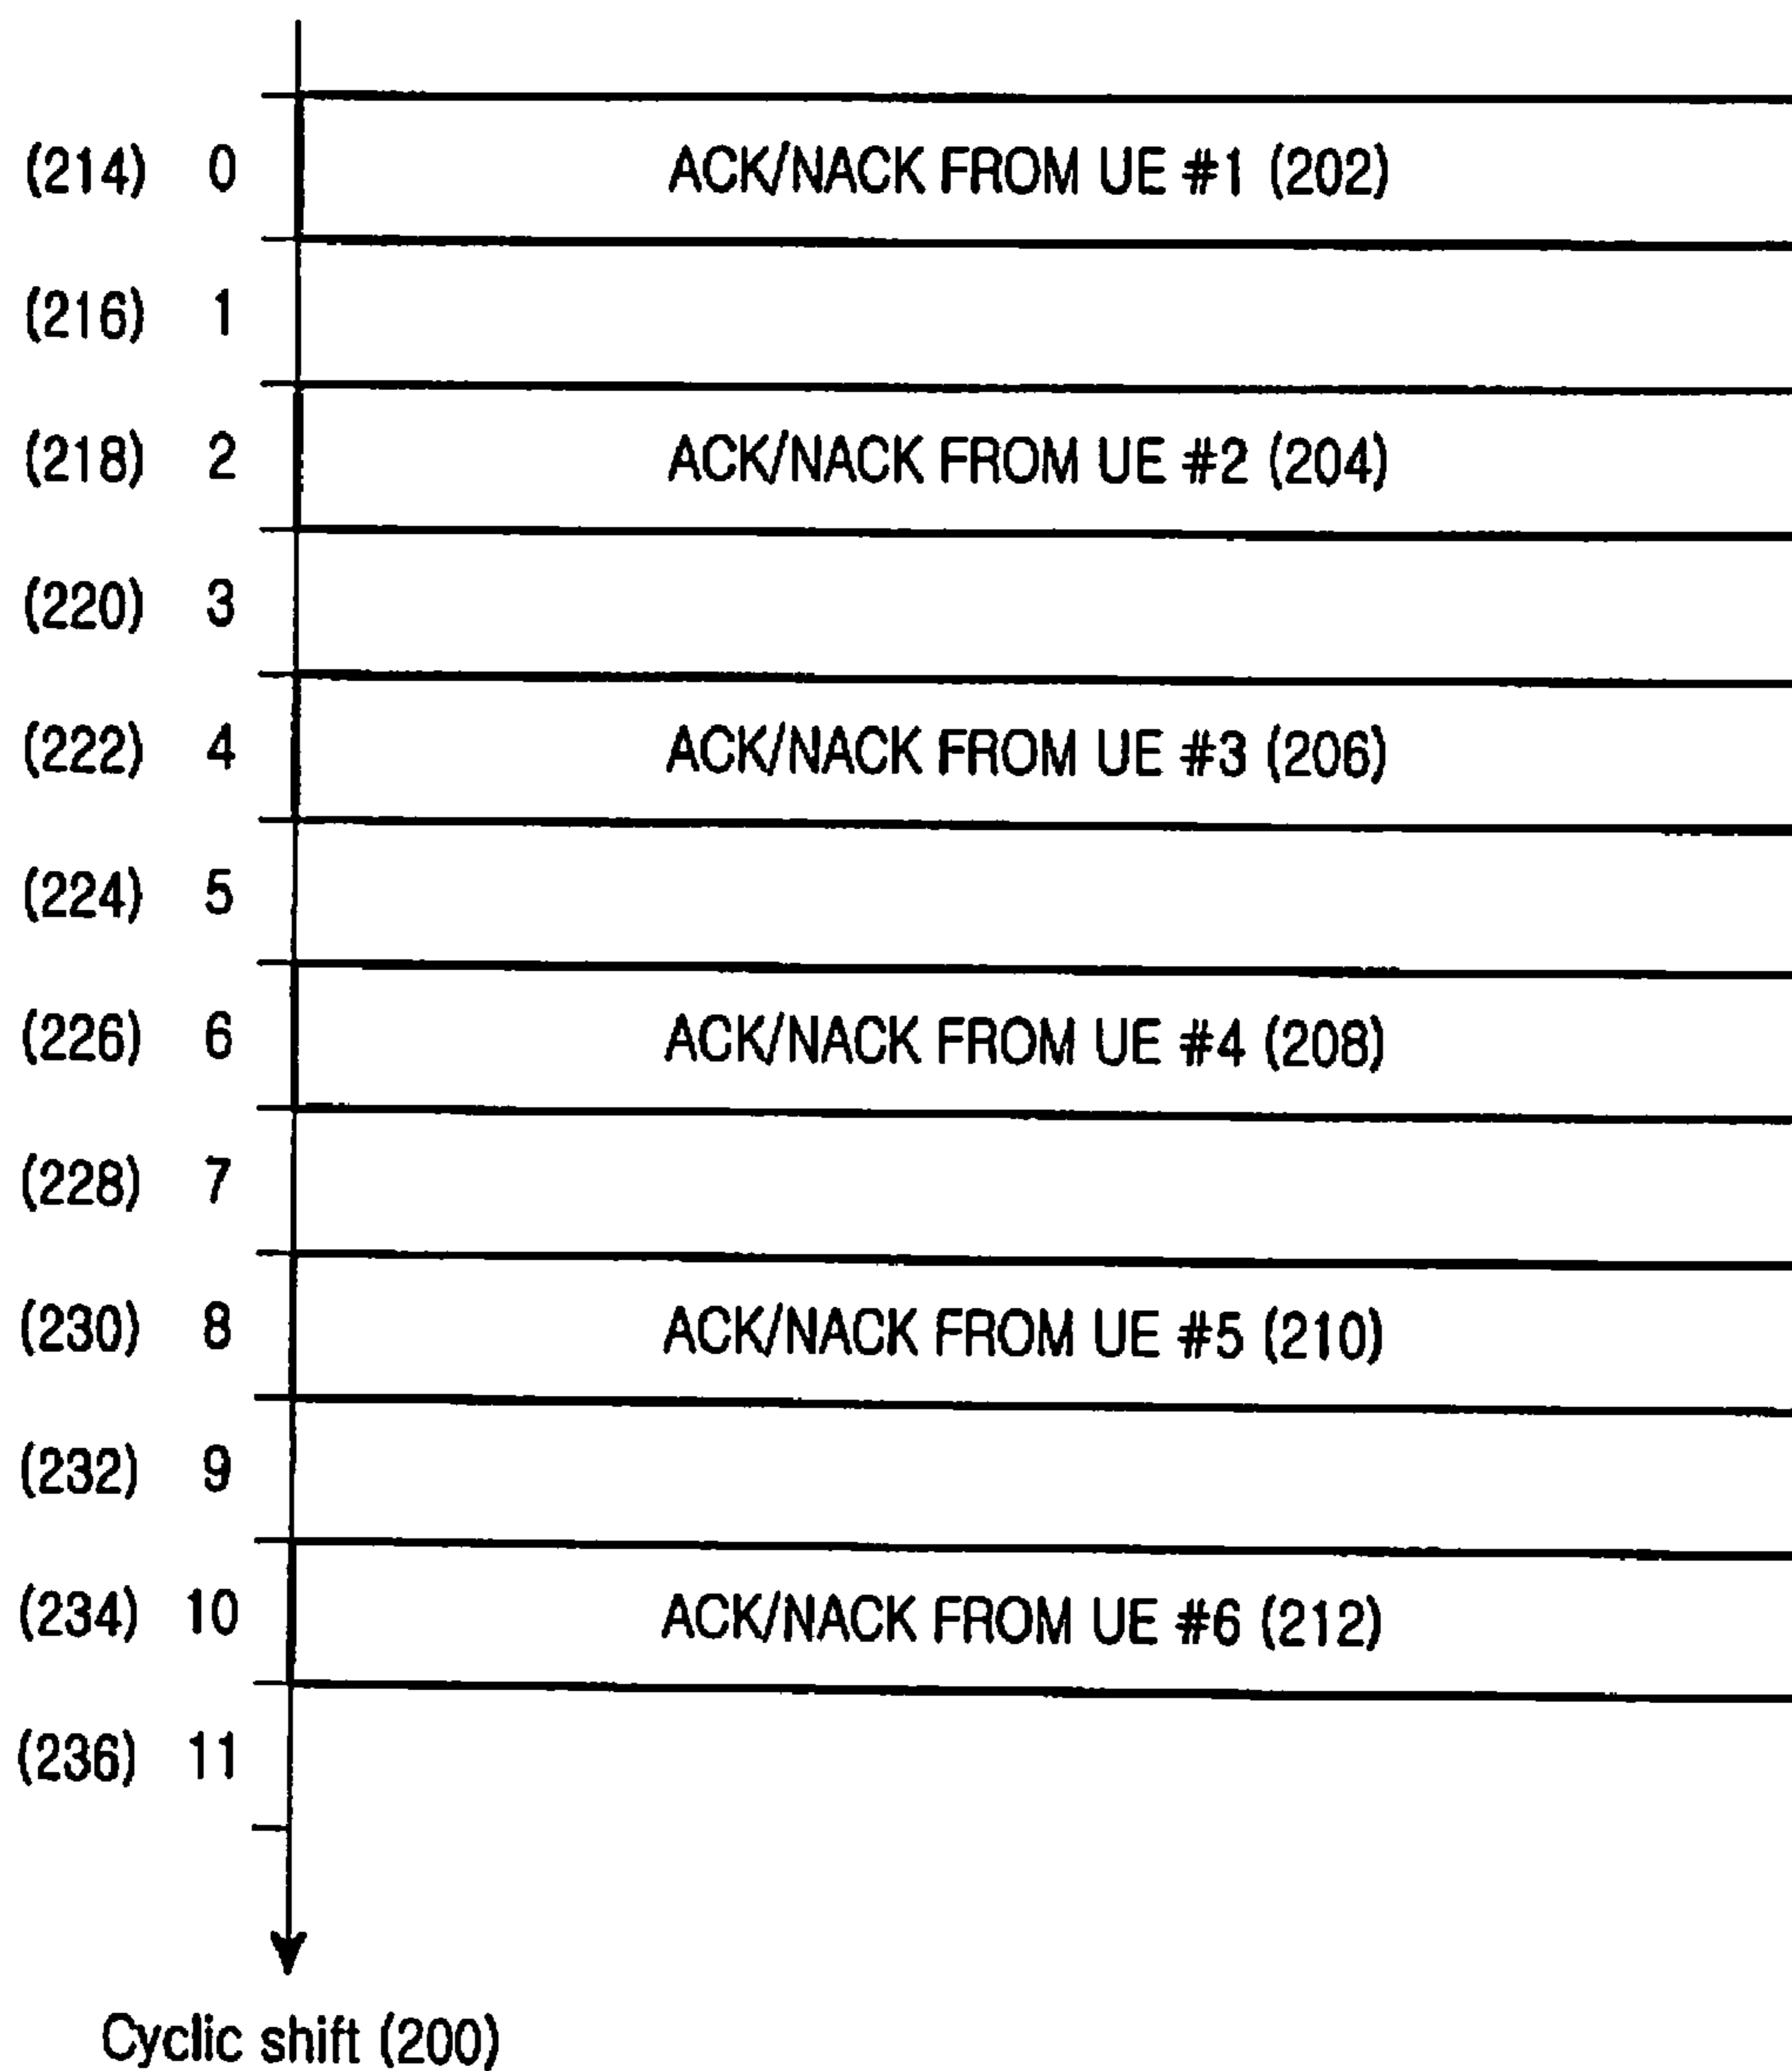 (214) 0 ACK/NACK FROM UE #1 (202)
(216) 1
(218) 2 ACK/NACK FROM UE #2 (204)
(220) 3
(222) 4 ACK/NACK FROM UE #3 (206)
(224) 5
(226) 6 ACK/NACK FROM UE #4 (208)
(228) 7
(230) 8 ACK/NACK FROM UE #5 (210)
(232) 9
(234) 10 ACK/NACK FROM UE #6 (212)
(236) 11
Cyclic shift (200)